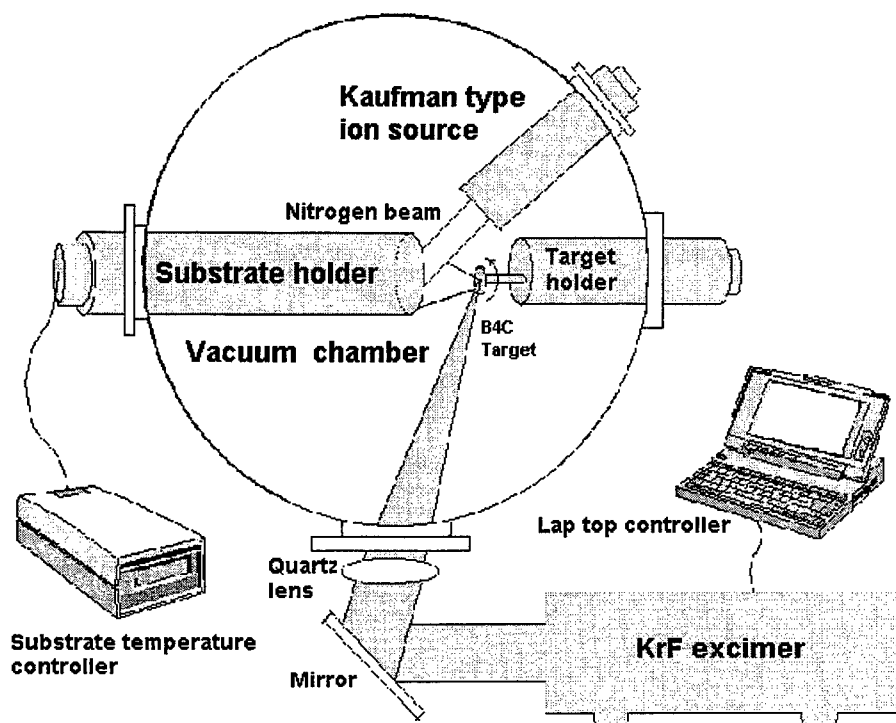 Kaufman type
ion source
Nitrogen beam
Substrate holder
Target
holder
B4C
Target
Vacuum chamber
Lap top controller
Quartz
lens
Substrate temperature
controller
KrF excimer
Mirror